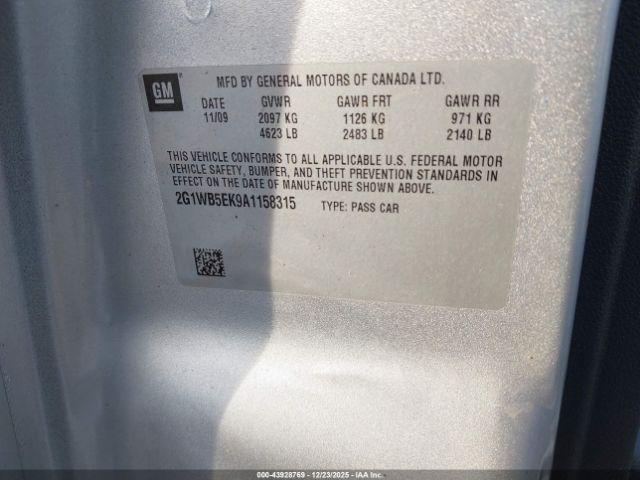 GM
MFD BY GENERAL MOTORS OF CANADA LTD.
DATE GVWR GAWR FRT GAWR RR
11/09 2097 KG 1126 KG 971 KG
4623 LB 2483 LB 2140 LB
THIS VEHICLE CONFORMS TO ALL APPLICABLE U.S. FEDERAL MOTOR
VEHICLE SAFETY, BUMPER, AND THEFT PREVENTION STANDARDS IN
EFFECT ON THE DATE OF MANUFACTURE SHOWN ABOVE.
2G1WB5EK9A1158315 TYPE: PASS CAR
000-43928769 • 12/23/2025 - IAA Inc.